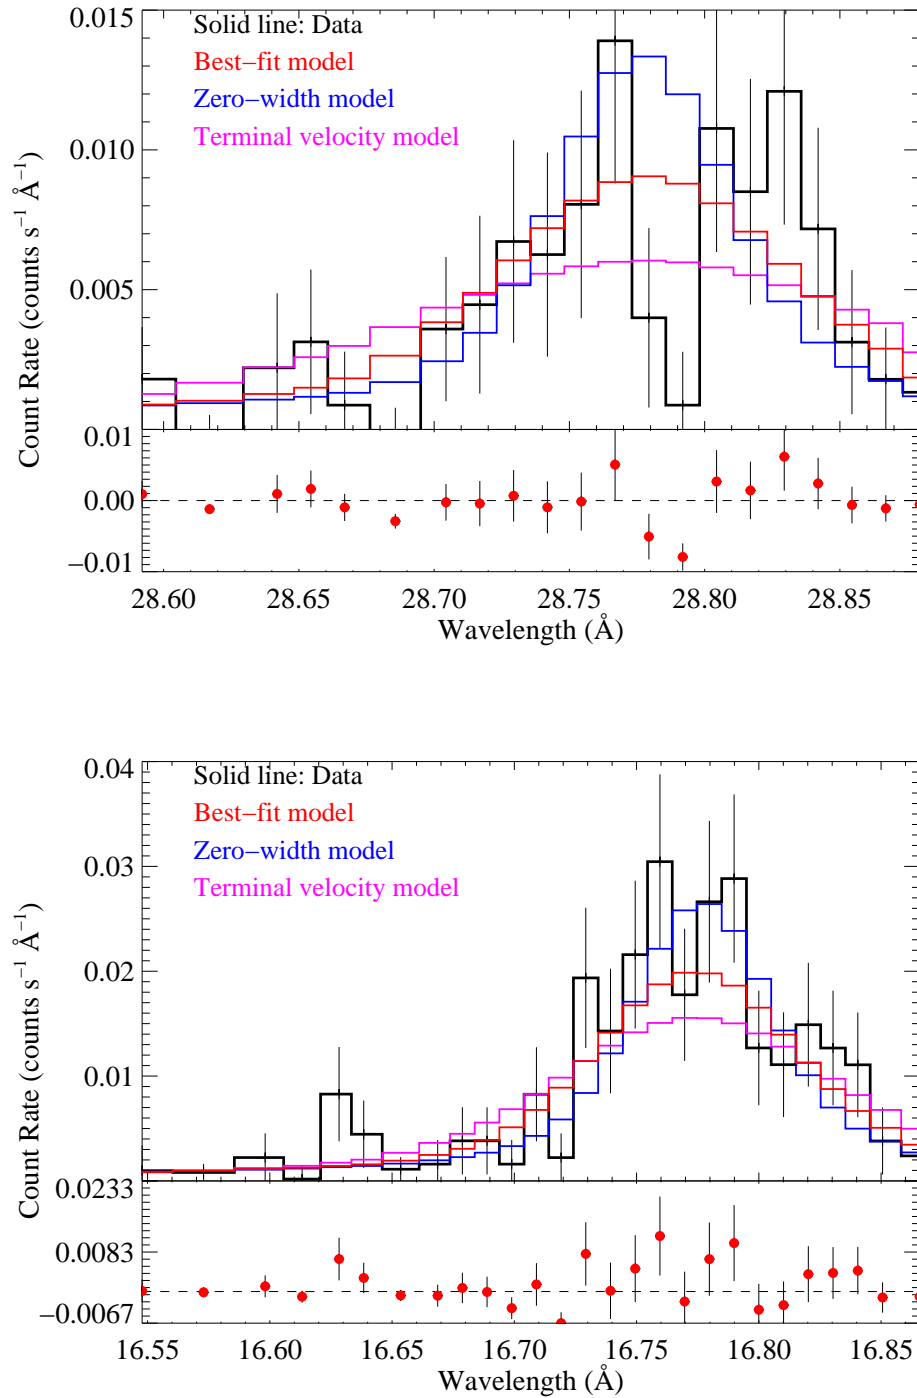 0.015
Solid line: Data
Best−fit model
Zero−width model
Terminal velocity model
0.010
0.005
Count Rate (counts s⁻¹ Å⁻¹)
0.01
0.00
−0.01
28.60 28.65 28.70 28.75 28.80 28.85
Wavelength (Å)
0.04
Solid line: Data
Best−fit model
Zero−width model
Terminal velocity model
0.03
0.02
0.01
Count Rate (counts s⁻¹ Å⁻¹)
0.0233
0.0083
−0.0067
16.55 16.60 16.65 16.70 16.75 16.80 16.85
Wavelength (Å)